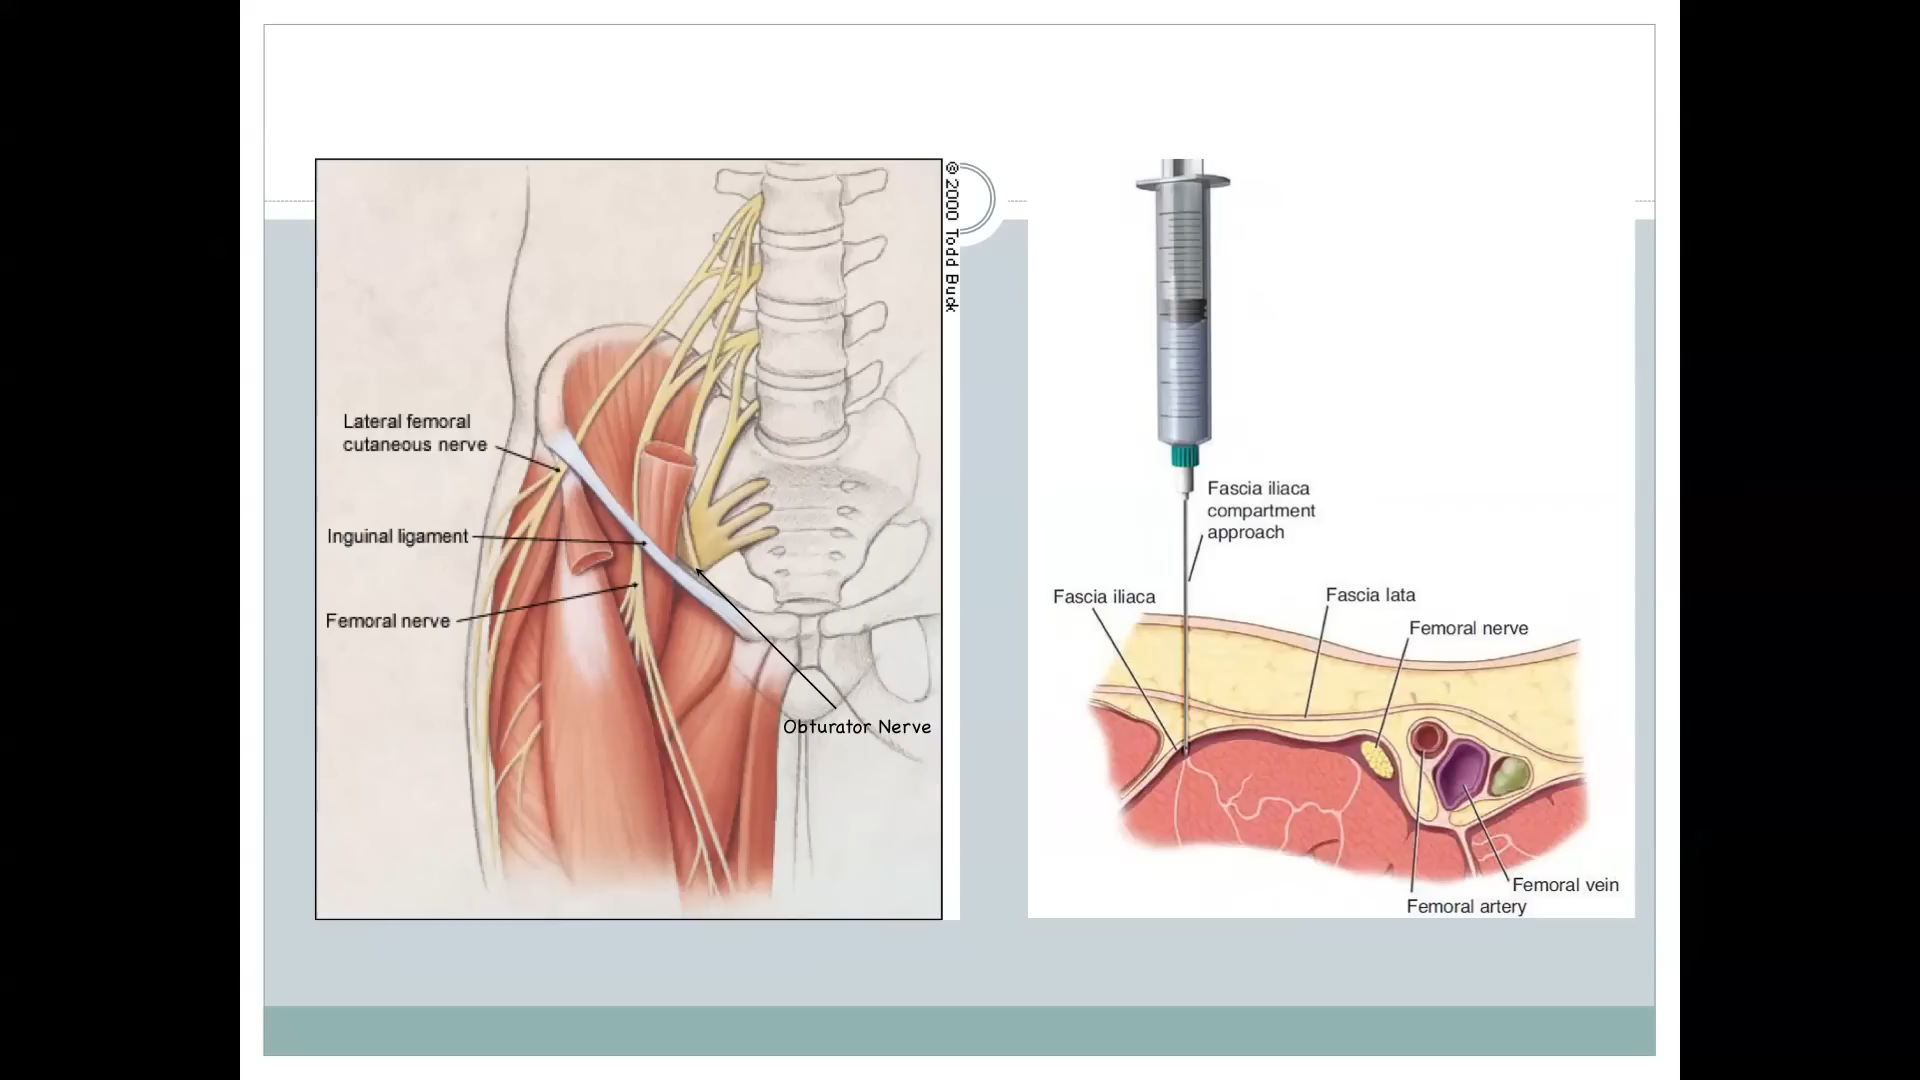 © 2000 Todd Buck
Lateral femoral
cutaneous nerve
Inguinal ligament
Femoral nerve
Obturator Nerve
Fascia iliaca
compartment
approach
Fascia iliaca
Fascia lata
Femoral nerve
Femoral vein
Femoral artery